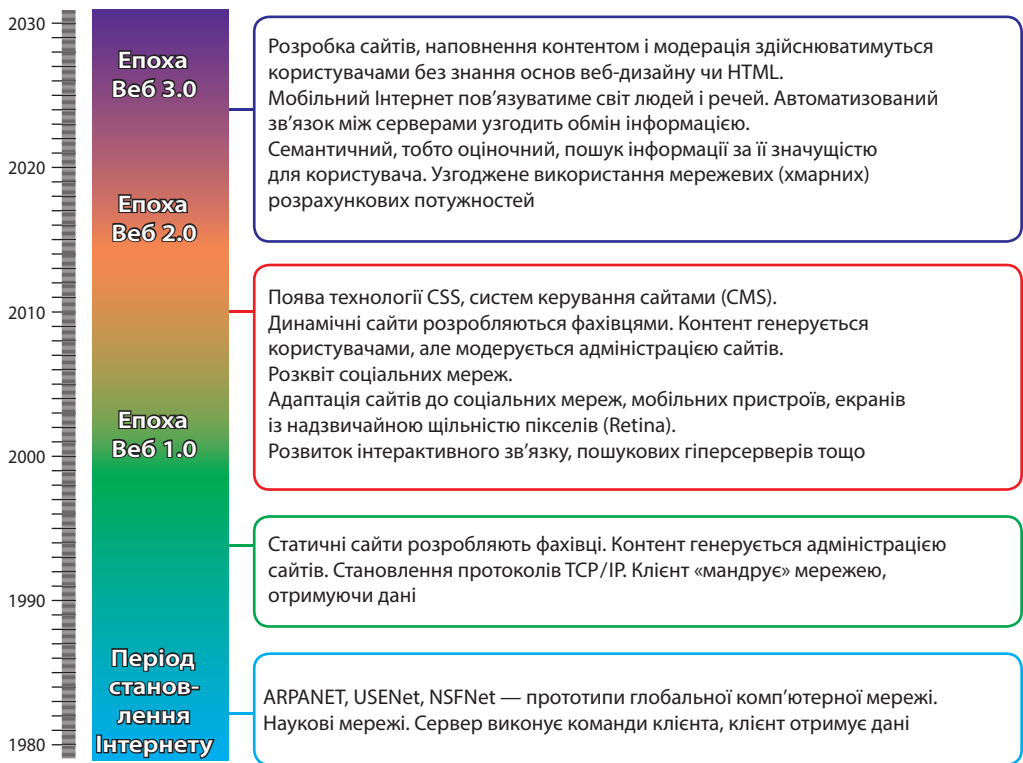 2030
Епоха
Веб 3.0
Розробка сайтів, наповнення контентом і модерація здійснюватимуться
користувачами без знання основ веб-дизайну чи HTML.
Мобільний Інтернет пов’язуватиме світ людей і речей. Автоматизований
зв’язок між серверами узгодить обмін інформацією.
Семантичний, тобто оціночний, пошук інформації за її значущістю
для користувача. Узгоджене використання мережевих (хмарних)
розрахункових потужностей
2020
Епоха
Веб 2.0
2010
Поява технології CSS, систем керування сайтами (CMS).
Динамічні сайти розробляються фахівцями. Контент генерується
користувачами, але модерується адміністрацією сайтів.
Розквіт соціальних мереж.
Адаптація сайтів до соціальних мереж, мобільних пристроїв, екранів
із надзвичайною щільністю пікселів (Retina).
Розвиток інтерактивного зв’язку, пошукових гіперсерверів тощо
Епоха
Веб 1.0
2000
Статичні сайти розробляють фахівці. Контент генерується адміністрацією
сайтів. Становлення протоколів TCP/IP. Клієнт «мандрує» мережею,
отримуючи дані
1990
Період
станов-
лення
Інтернету
ARPANET, USENet, NSFNet — прототипи глобальної комп’ютерної мережі.
Наукові мережі. Сервер виконує команди клієнта, клієнт отримує дані
1980